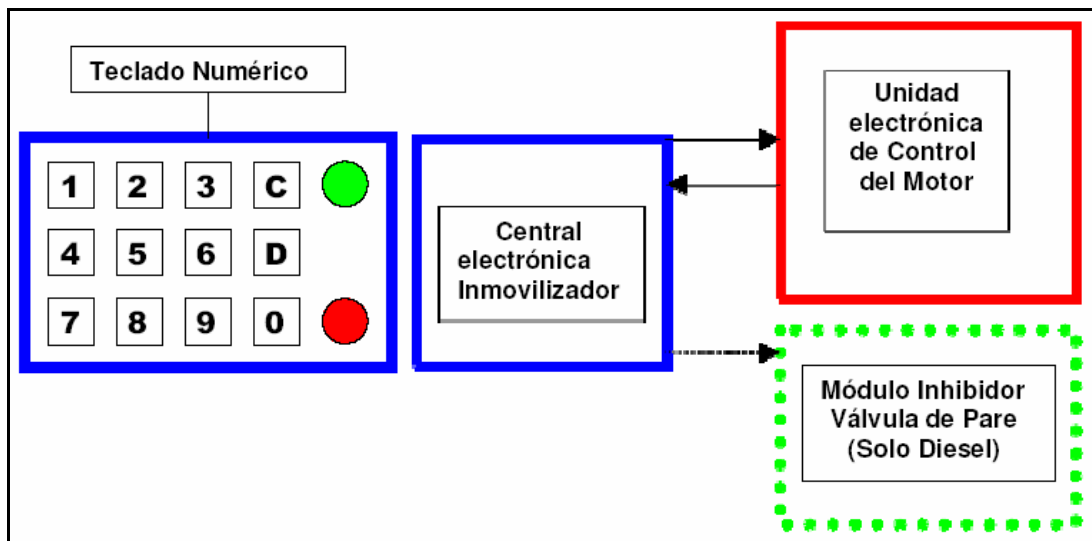 Teclado Numérico
1 2 3 C
4 5 6 D
7 8 9 0
Central
electrónica
Inmovilizador
Unidad
electrónica
de Control
del Motor
Módulo Inhibidor
Válvula de Pare
(Solo Diesel)